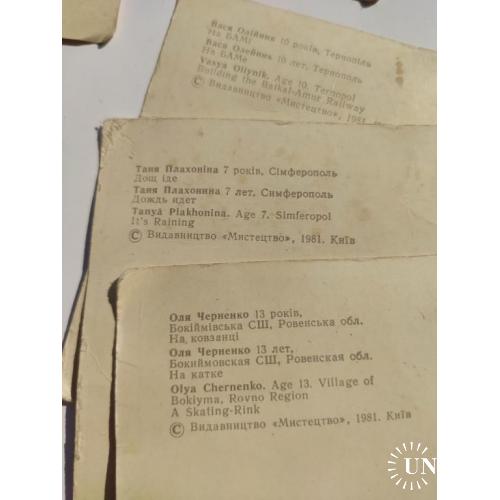 Вася Олійник 10 років, Тернопіль
На БАМІ
Вася Олейник 10 лет, Тернополь
На БАМе
Vasya Oliynyk, Age 10. Ternopol
Building the Baikal-Amur Railway
© Видавництво «Мистецтво», 1981.
Таня Плахоніна 7 років, Сімферополь
Дощ іде
Таня Плахонина 7 лет, Симферополь
Дождь идет
Tanya Plakhonina. Age 7. Simferopol
It's Raining
© Видавництво «Мистецтво», 1981. Київ
Оля Черненко 13 років,
Бокіймівська СШ, Ровенська обл.
На ковзанці
Оля Черненко 13 лет,
Бокиймовская СШ, Ровенская обл.
На катке
Olya Chernenko. Age 13. Village of
Bokiyma, Rovno Region
A Skating-Rink
© Видавництво «Мистецтво», 1981. Київ
UN